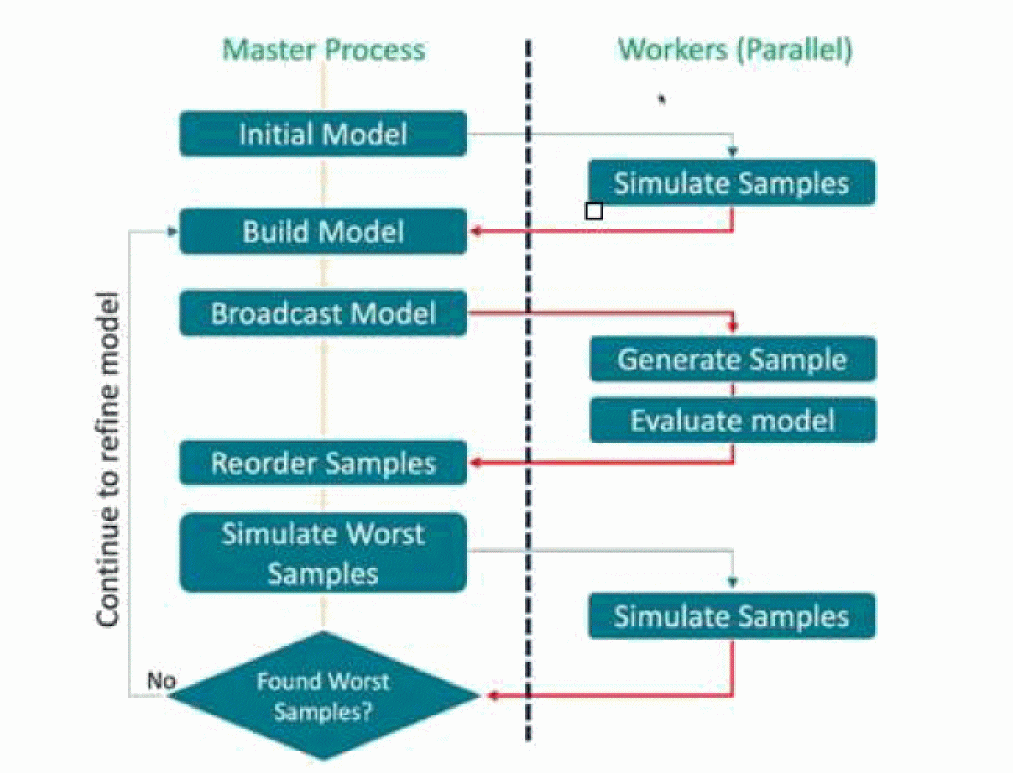 Master Process
Workers (Parallel)
Initial Model
Simulate Samples
Build Model
Broadcast Model
Generate Sample
Evaluate model
Reorder Samples
Simulate Worst
Samples
Simulate Samples
Found Worst
Samples?
No
Continue to refine model